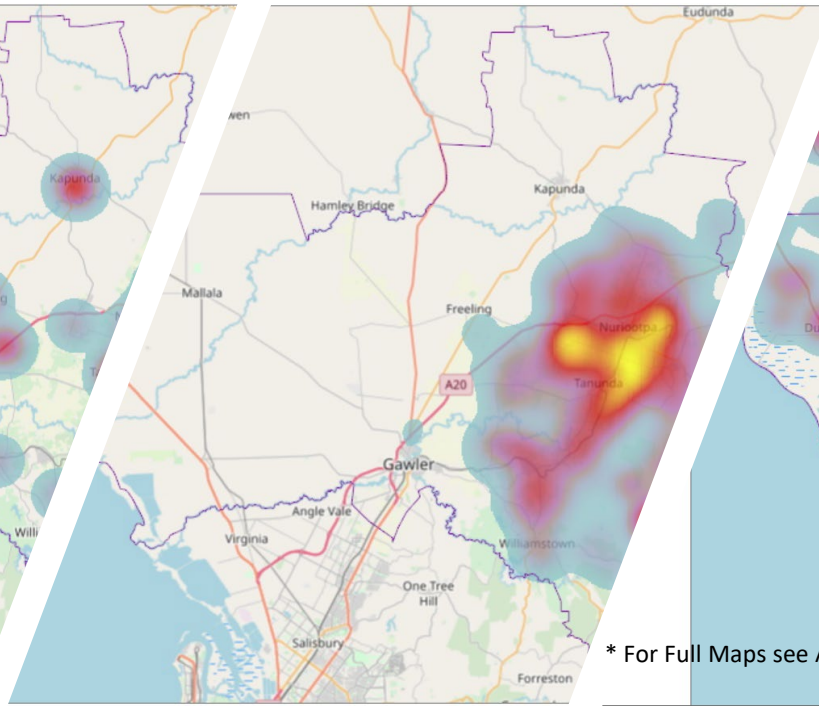 Eudunda
wen
Kapunda
Kapunda
Hamley Bridge
Mallala
Freeling
Nuriootpa
A20
Tanunda
Gawler
Angle Vale
Virginia
Williamstown
Willi
One Tree
Hill
Salisbury
* For Full Maps see A
Forreston